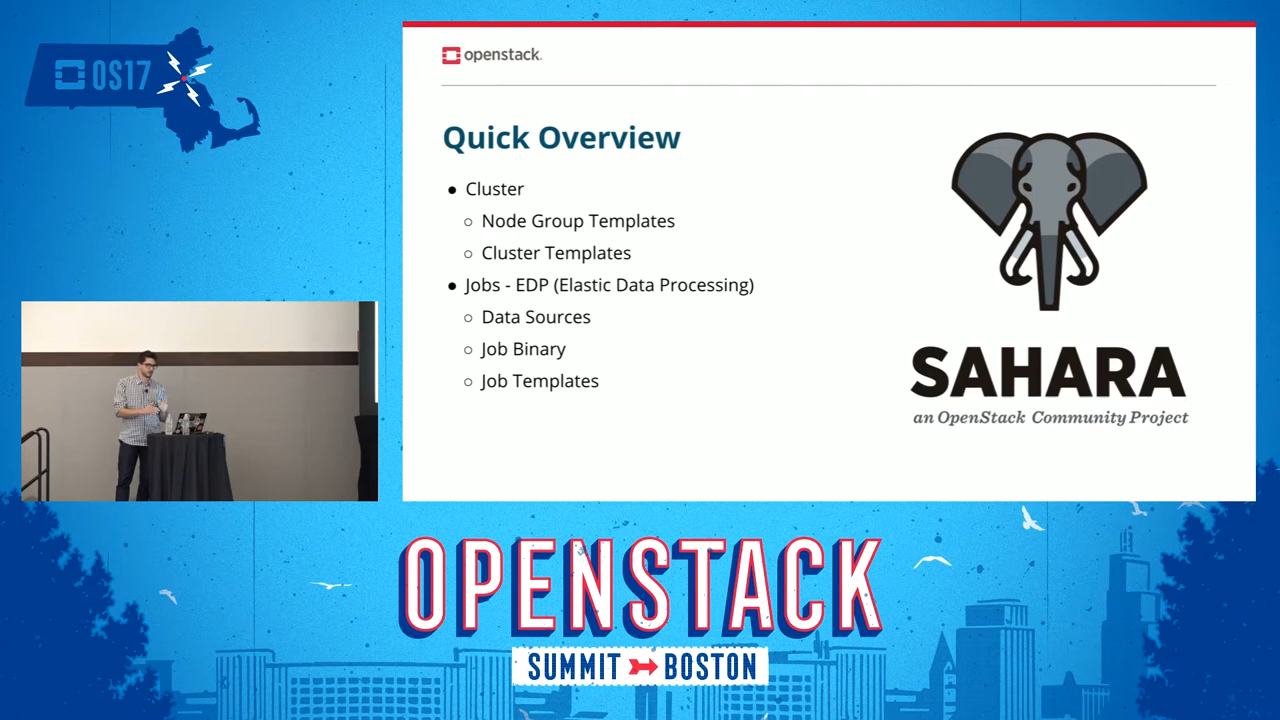 OS17
openstack.
Quick Overview
● Cluster
○ Node Group Templates
○ Cluster Templates
● Jobs - EDP (Elastic Data Processing)
○ Data Sources
○ Job Binary
○ Job Templates
SAHARA
an OpenStack Community Project
OPENSTACK
SUMMIT BOSTON